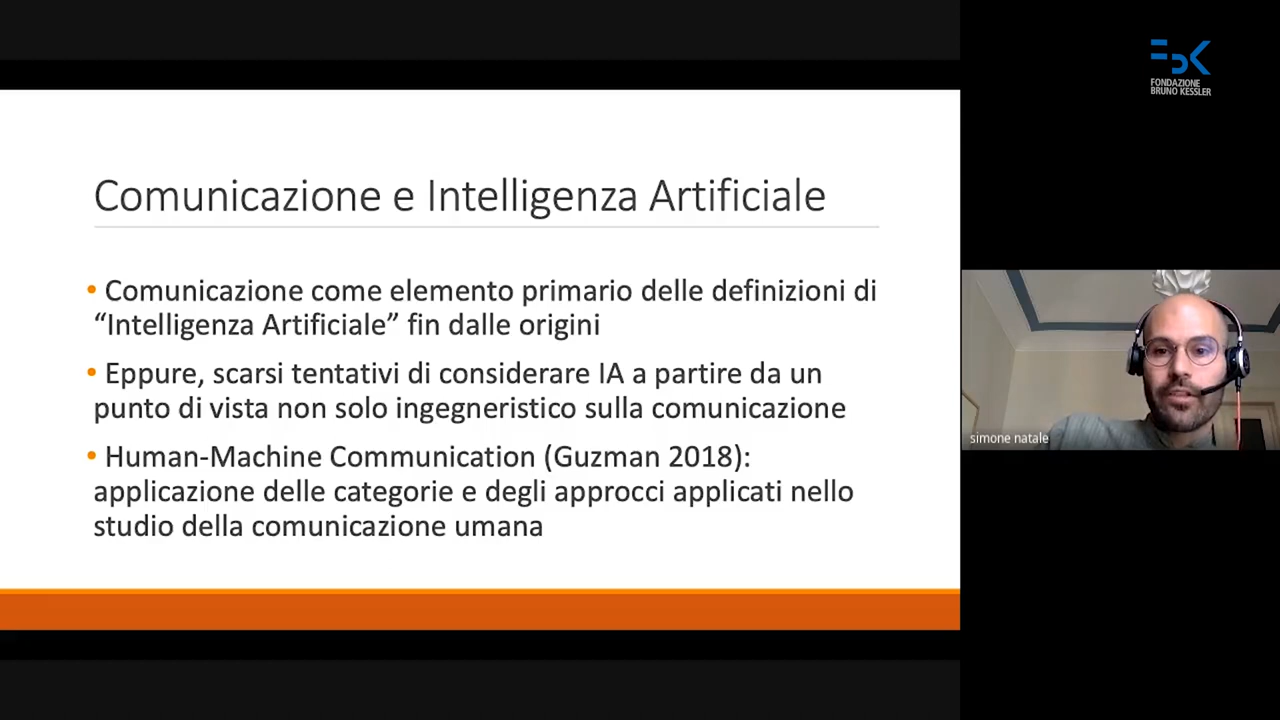 Comunicazione e Intelligenza Artificiale
• Comunicazione come elemento primario delle definizioni di
“Intelligenza Artificiale” fin dalle origini
• Eppure, scarsi tentativi di considerare IA a partire da un
punto di vista non solo ingegneristico sulla comunicazione
• Human-Machine Communication (Guzman 2018):
applicazione delle categorie e degli approcci applicati nello
studio della comunicazione umana
FBK
FONDAZIONE
BRUNO KESSLER
simone natale